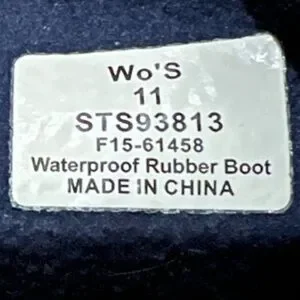 Wo'S
11
STS93813
F15-61458
Waterproof Rubber Boot
MADE IN CHINA